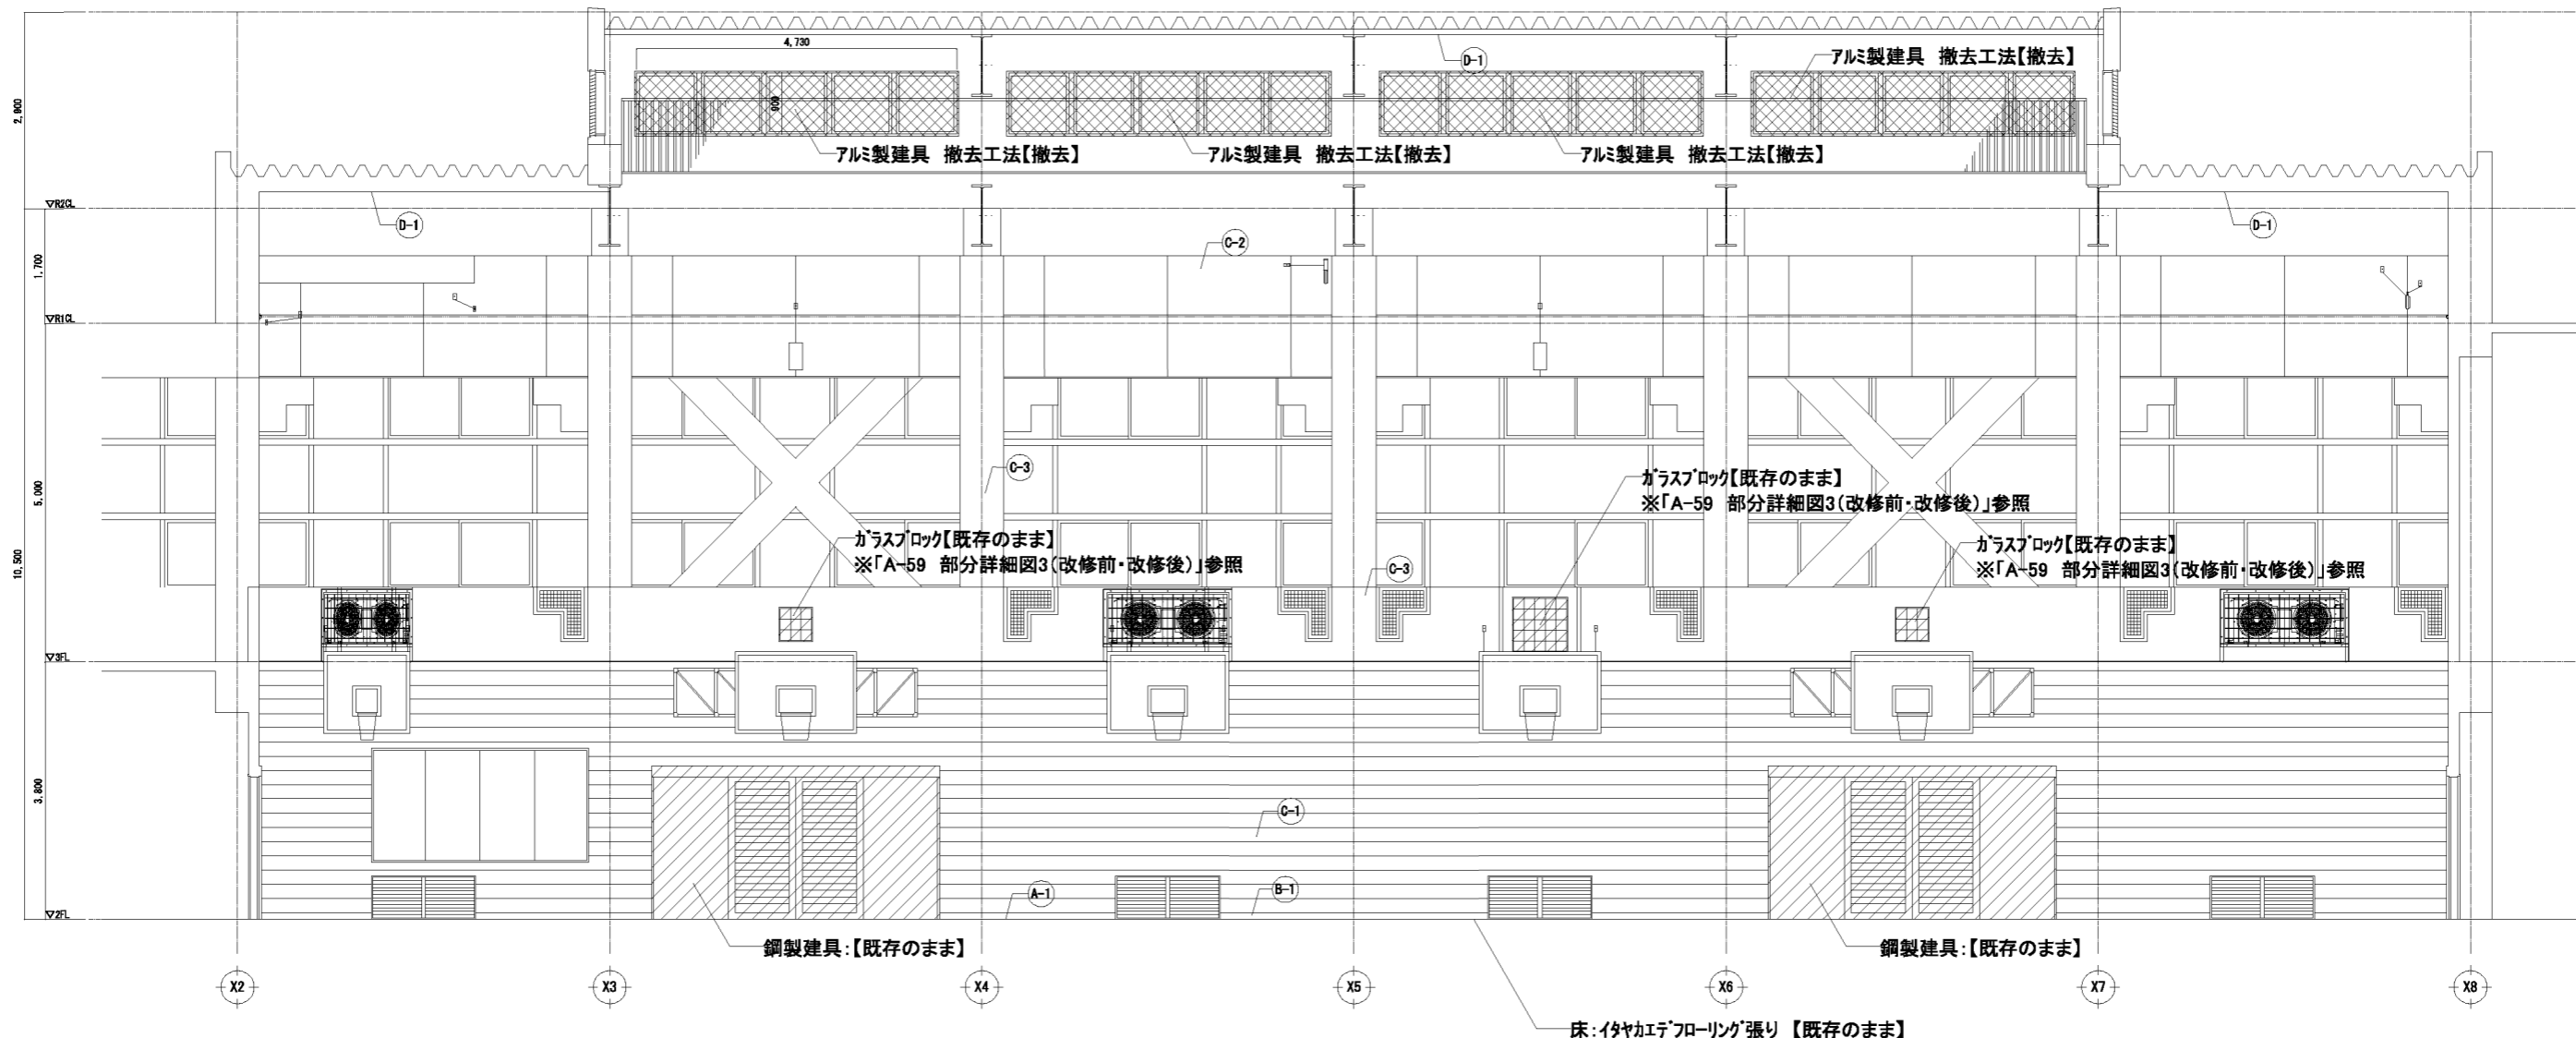 4,730
D-1
アルミ製建具 撤去工法【撤去】
2,900
900
アルミ製建具 撤去工法【撤去】
アルミ製建具 撤去工法【撤去】
アルミ製建具 撤去工法【撤去】
▽R2CL
D-1
D-1
C-2
1,700
▽R1CL
C-3
ガラスブロック【既存のまま】
※「A-59 部分詳細図3(改修前・改修後)」参照
5,000
ガラスブロック【既存のまま】
※「A-59 部分詳細図3(改修前・改修後)」参照
ガラスブロック【既存のまま】
※「A-59 部分詳細図3(改修前・改修後)」参照
10,500
C-3
▽3FL
3,800
C-1
A-1
B-1
▽2FL
鋼製建具:【既存のまま】
鋼製建具:【既存のまま】
X2
X3
X4
X5
X6
X7
X8
床:イタヤカエデフローリング張り 【既存のまま】